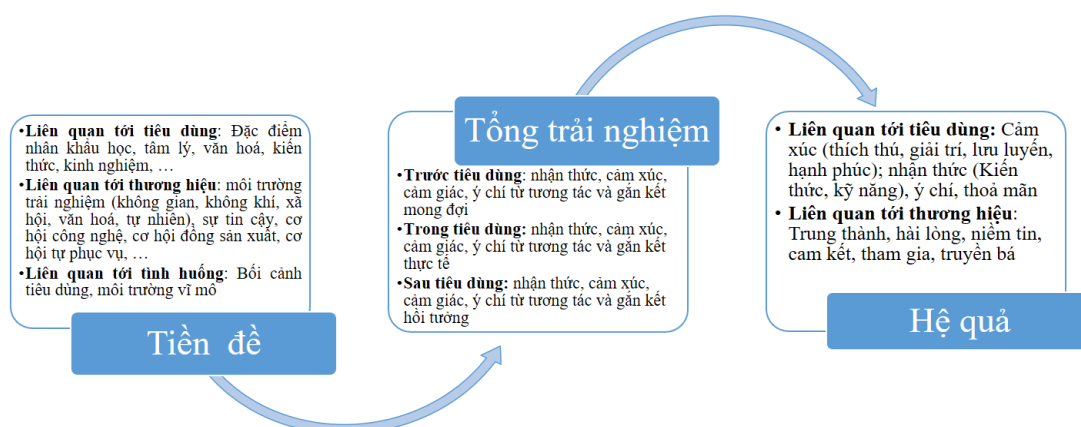 •Liên quan tới tiêu dùng: Đặc điểm
nhân khẩu học, tâm lý, văn hoá, kiến
thức, kinh nghiệm, …
•Liên quan tới thương hiệu: môi trường
trải nghiệm (không gian, không khí, xã
hội, văn hoá, tự nhiên), sự tin cậy, cơ
hội công nghệ, cơ hội đồng sản xuất, cơ
hội tự phục vụ, …
•Liên quan tới tình huống: Bối cảnh
tiêu dùng, môi trường vĩ mô
Tiền đề
Tổng trải nghiệm
•Trước tiêu dùng: nhận thức, cảm xúc,
cảm giác, ý chí từ tương tác và gắn kết
mong đợi
•Trong tiêu dùng: nhận thức, cảm xúc,
cảm giác, ý chí từ tương tác và gắn kết
thực tế
•Sau tiêu dùng: nhận thức, cảm xúc,
cảm giác, ý chí từ tương tác và gắn kết
hồi tưởng
•Liên quan tới tiêu dùng: Cảm
xúc (thích thú, giải trí, lưu luyến,
hạnh phúc); nhận thức (Kiến
thức, kỹ năng), ý chí, thoả mãn
•Liên quan tới thương hiệu:
Trung thành, hài lòng, niềm tin,
cam kết, tham gia, truyền bá
Hệ quả